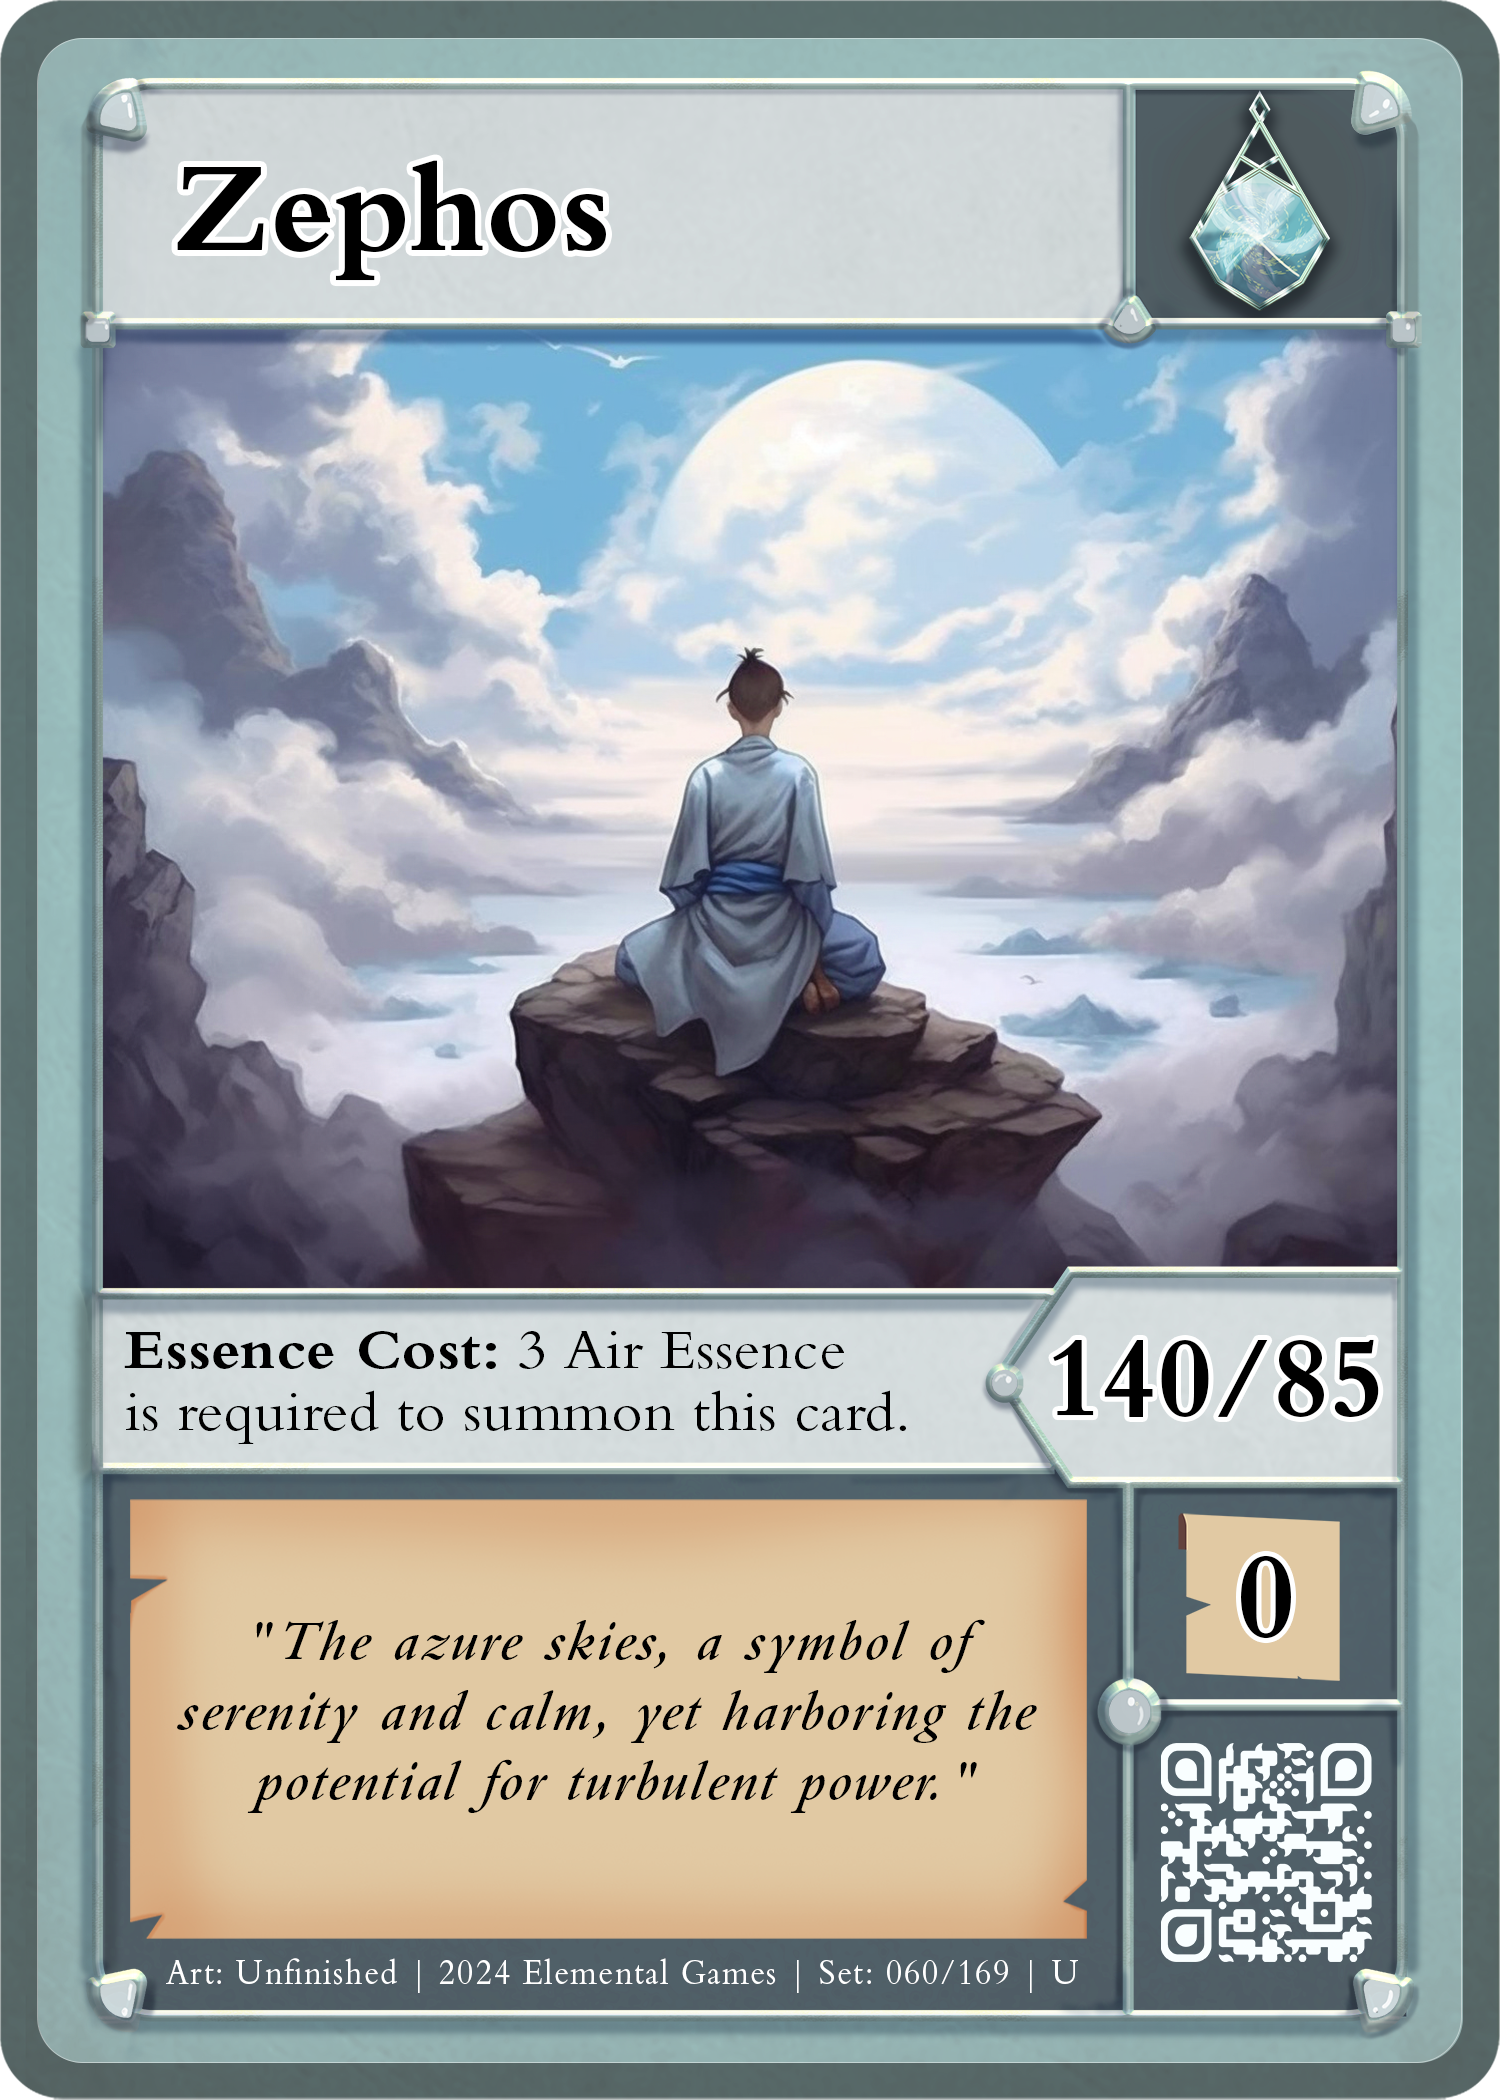 Zephos
Essence Cost: 3 Air Essence
is required to summon this card.
140/85
0
"The azure skies, a symbol of
serenity and calm, yet harboring the
potential for turbulent power."
Art: Unfinished | 2024 Elemental Games | Set: 060/169 | U